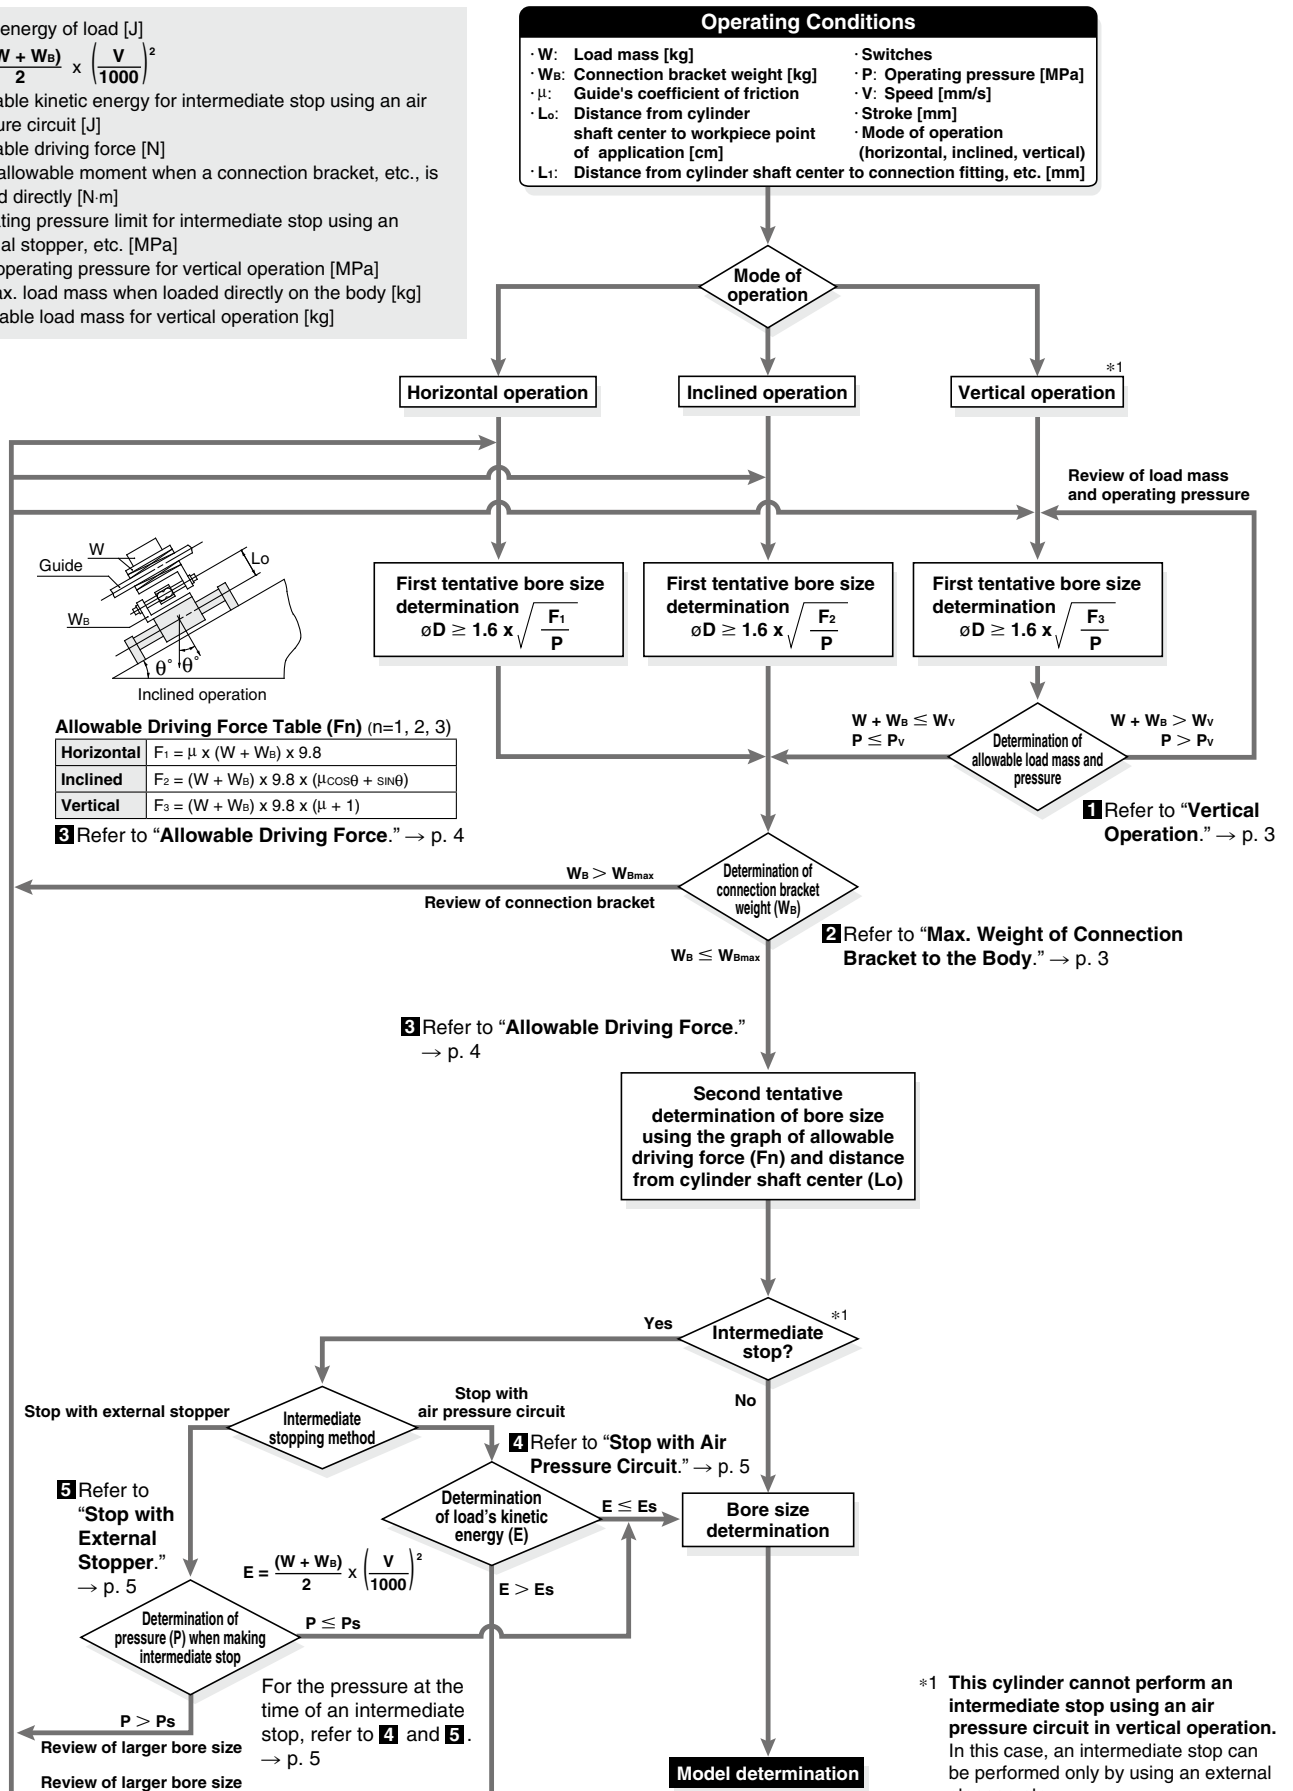 energy of load [J]
W + WB) / 2 x (V / 1000)²
able kinetic energy for intermediate stop using an air
ure circuit [J]
able driving force [N]
allowable moment when a connection bracket, etc., is
d directly [N·m]
ting pressure limit for intermediate stop using an
al stopper, etc. [MPa]
operating pressure for vertical operation [MPa]
ax. load mass when loaded directly on the body [kg]
able load mass for vertical operation [kg]
Operating Conditions
· W: Load mass [kg]
· WB: Connection bracket weight [kg]
· μ: Guide's coefficient of friction
· Lo: Distance from cylinder
shaft center to workpiece point
of application [cm]
· Switches
· P: Operating pressure [MPa]
· V: Speed [mm/s]
· Stroke [mm]
· Mode of operation
(horizontal, inclined, vertical)
· L1: Distance from cylinder shaft center to connection fitting, etc. [mm]
Mode of
operation
Horizontal operation
Inclined operation
*1
Vertical operation
Review of load mass
and operating pressure
W
Guide
Lo
WB
θ° θ°
Inclined operation
First tentative bore size
determination
øD ≥ 1.6 x √(F1 / P)
First tentative bore size
determination
øD ≥ 1.6 x √(F2 / P)
First tentative bore size
determination
øD ≥ 1.6 x √(F3 / P)
Allowable Driving Force Table (Fn) (n=1, 2, 3)
Horizontal F1 = μ x (W + WB) x 9.8
Inclined F2 = (W + WB) x 9.8 x (μcosθ + sinθ)
Vertical F3 = (W + WB) x 9.8 x (μ + 1)
3 Refer to “Allowable Driving Force.” → p. 4
W + WB ≤ WV
P ≤ PV
Determination of
allowable load mass and
pressure
W + WB > WV
P > PV
1 Refer to “Vertical
Operation.” → p. 3
WB > WBmax
Review of connection bracket
Determination of
connection bracket
weight (WB)
2 Refer to “Max. Weight of Connection
Bracket to the Body.” → p. 3
WB ≤ WBmax
3 Refer to “Allowable Driving Force.”
→ p. 4
Second tentative
determination of bore size
using the graph of allowable
driving force (Fn) and distance
from cylinder shaft center (Lo)
Yes
*1
Intermediate
stop?
No
Stop with external stopper
Intermediate
stopping method
Stop with
air pressure circuit
4 Refer to “Stop with Air
Pressure Circuit.” → p. 5
5 Refer to
“Stop with
External
Stopper.”
→ p. 5
Determination
of load's kinetic
energy (E)
E ≤ Es
Bore size
determination
E = (W + WB) / 2 x (V / 1000)²
E > Es
Determination of
pressure (P) when making
intermediate stop
P ≤ Ps
For the pressure at the
time of an intermediate
stop, refer to 4 and 5.
→ p. 5
P > Ps
Review of larger bore size
Review of larger bore size
Model determination
*1 This cylinder cannot perform an
intermediate stop using an air
pressure circuit in vertical operation.
In this case, an intermediate stop can
be performed only by using an external